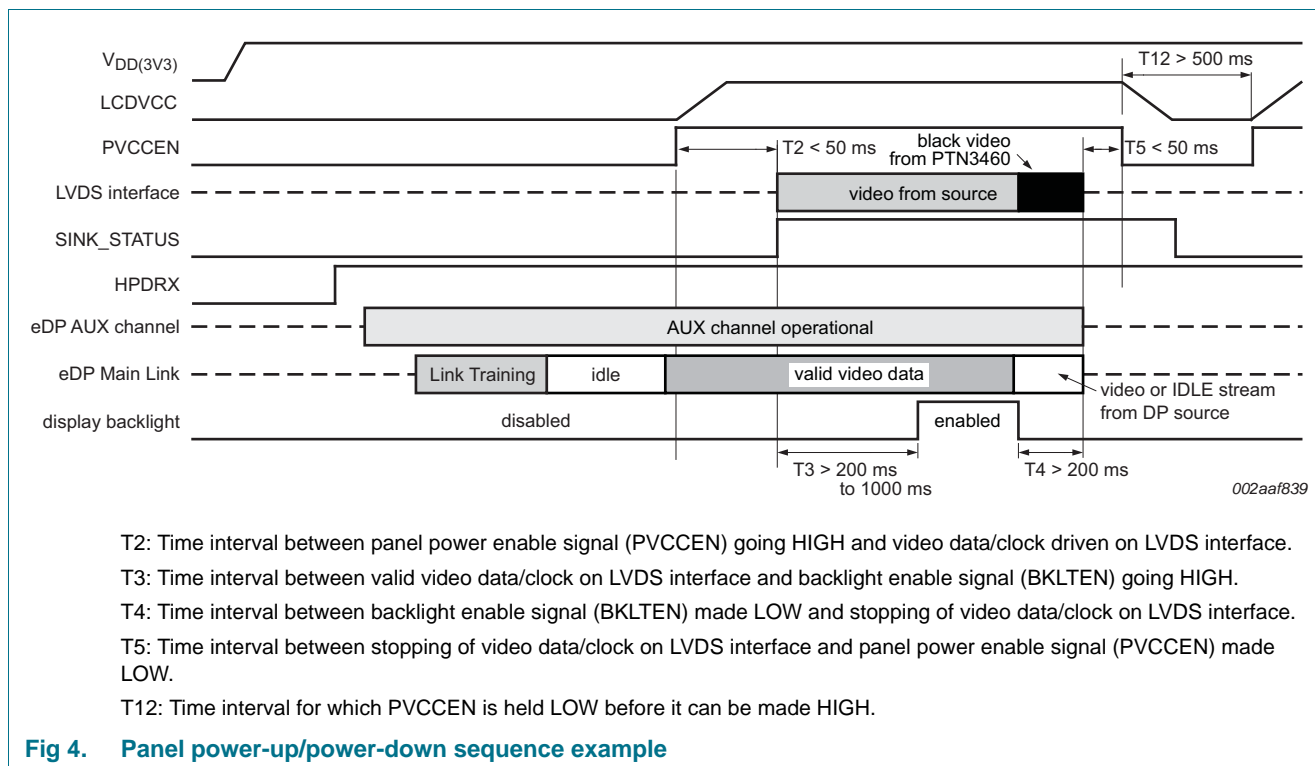 VDD(3V3)
T12 > 500 ms
LCDVCC
PVCCEN
T2 < 50 ms
black video
from PTN3460
T5 < 50 ms
LVDS interface
video from source
SINK_STATUS
HPDRX
eDP AUX channel
AUX channel operational
eDP Main Link
Link Training
idle
valid video data
video or IDLE stream
from DP source
display backlight
disabled
enabled
T3 > 200 ms
to 1000 ms
T4 > 200 ms
002aaf839
T2: Time interval between panel power enable signal (PVCCEN) going HIGH and video data/clock driven on LVDS interface.
T3: Time interval between valid video data/clock on LVDS interface and backlight enable signal (BKLTEN) going HIGH.
T4: Time interval between backlight enable signal (BKLTEN) made LOW and stopping of video data/clock on LVDS interface.
T5: Time interval between stopping of video data/clock on LVDS interface and panel power enable signal (PVCCEN) made
LOW.
T12: Time interval for which PVCCEN is held LOW before it can be made HIGH.
Fig 4. Panel power-up/power-down sequence example